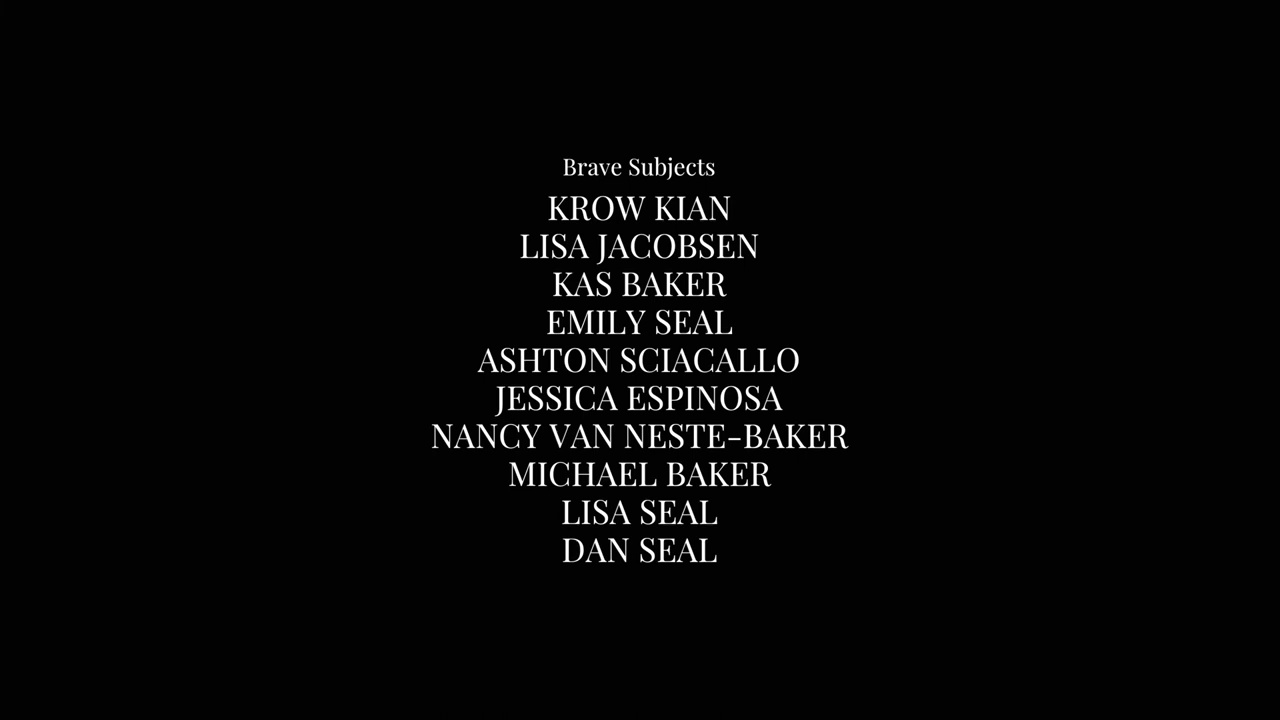 Brave Subjects
KROW KIAN
LISA JACOBSEN
KAS BAKER
EMILY SEAL
ASHTON SCIACALLO
JESSICA ESPINOSA
NANCY VAN NESTE-BAKER
MICHAEL BAKER
LISA SEAL
DAN SEAL